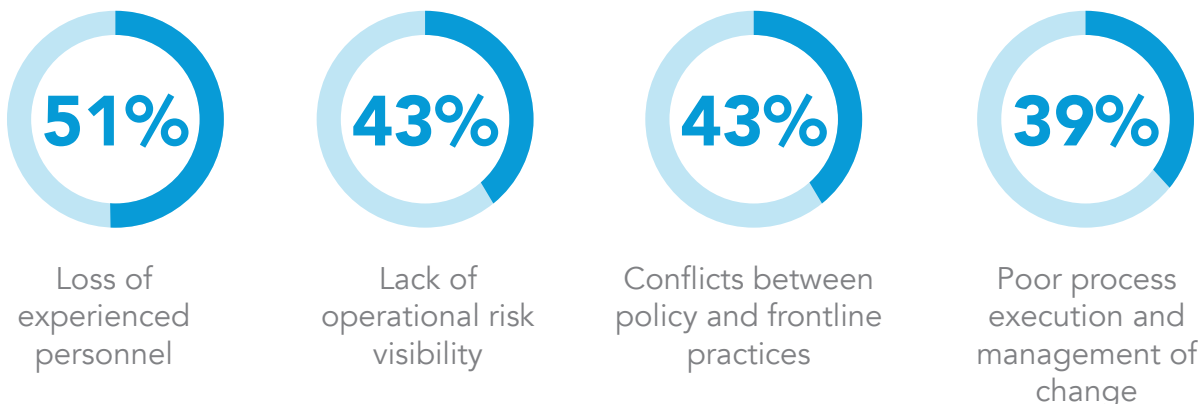 51%
43%
43%
39%
Loss of
experienced
personnel
Lack of
operational risk
visibility
Conflicts between
policy and frontline
practices
Poor process
execution and
management of
change